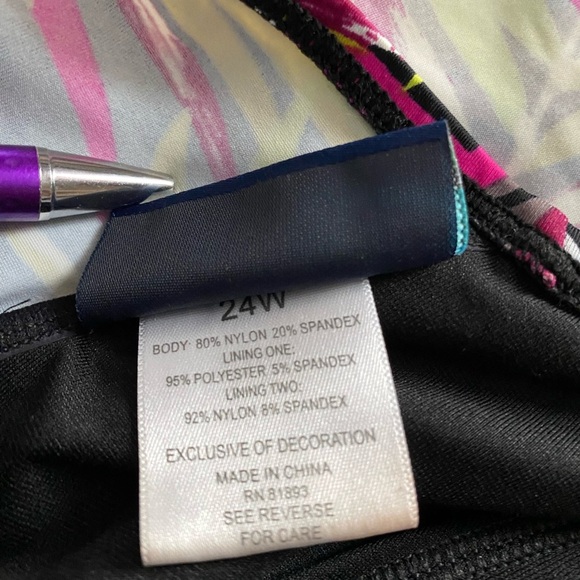 24W
BODY: 80% NYLON 20% SPANDEX
LINING ONE:
95% POLYESTER 5% SPANDEX
LINING TWO:
92% NYLON 8% SPANDEX
EXCLUSIVE OF DECORATION
MADE IN CHINA
RN 81893
SEE REVERSE
FOR CARE